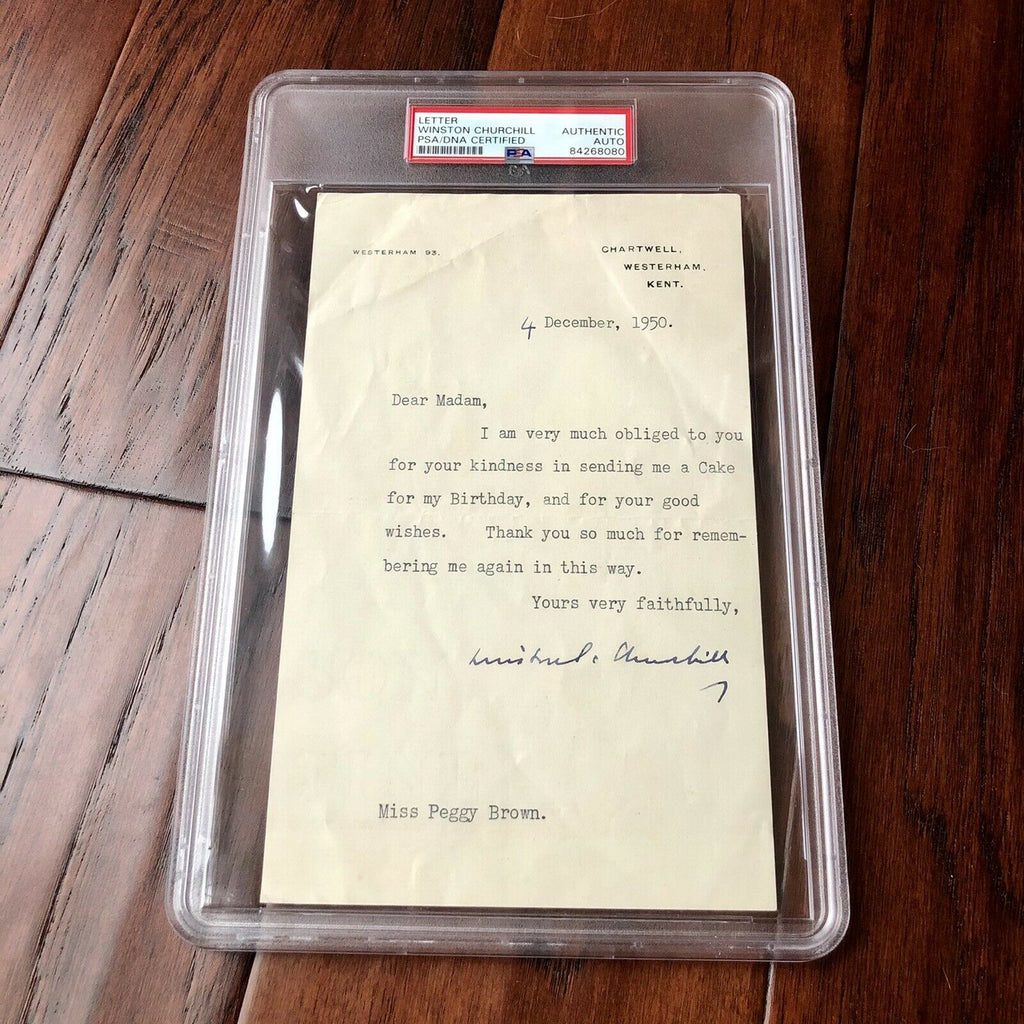 LETTER
WINSTON CHURCHILL AUTHENTIC
PSA/DNA CERTIFIED AUTO
PSA 84268080
WESTERHAM 93.
CHARTWELL,
WESTERHAM,
KENT.
4 December, 1950.
Dear Madam,
I am very much obliged to you
for your kindness in sending me a Cake
for my Birthday, and for your good
wishes. Thank you so much for remem-
bering me again in this way.
Yours very faithfully,
Winston S. Churchill
Miss Peggy Brown.